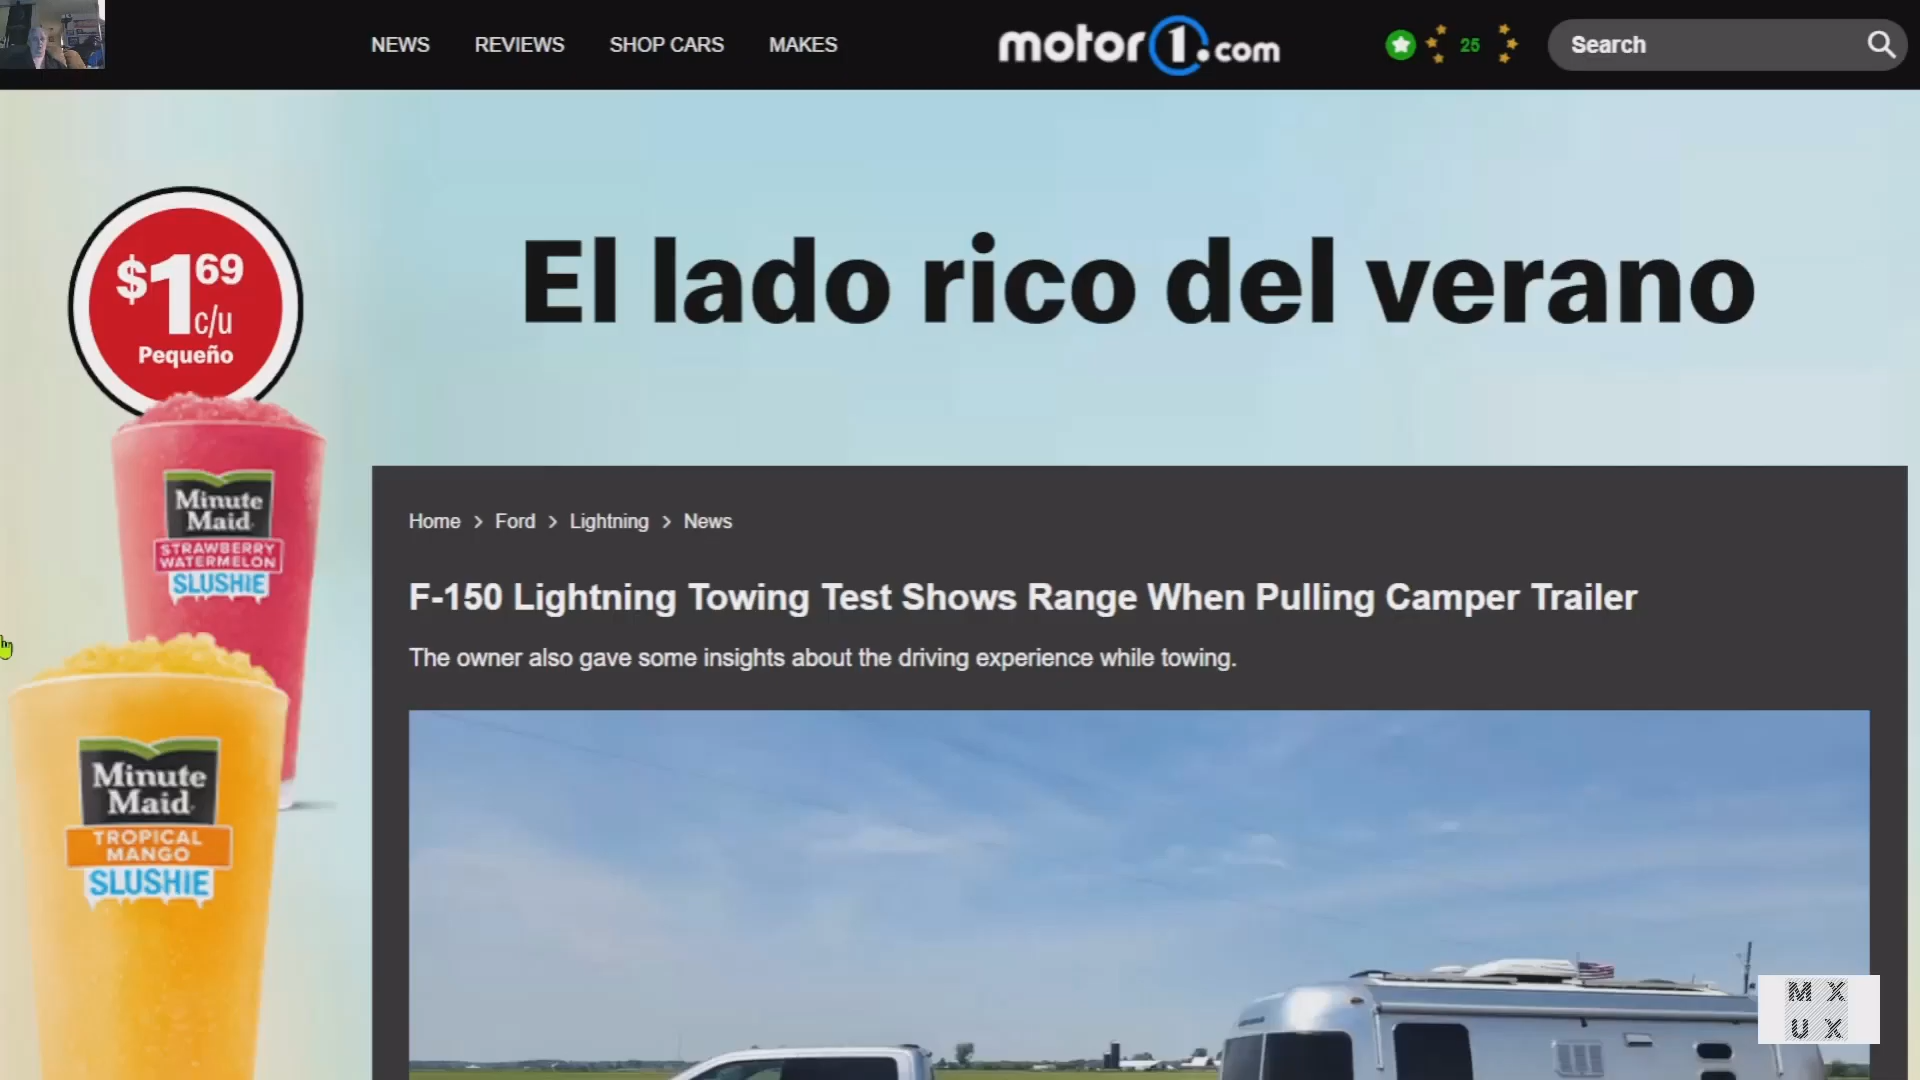 NEWS
REVIEWS
SHOP CARS
MAKES
motor1.com
25
Search
El lado rico del verano
$1 69
c/u
Pequeño
Minute
Maid
STRAWBERRY
WATERMELON
SLUSHIE
Minute
Maid
TROPICAL
MANGO
SLUSHIE
Home > Ford > Lightning > News
F-150 Lightning Towing Test Shows Range When Pulling Camper Trailer
The owner also gave some insights about the driving experience while towing.
M X
U X